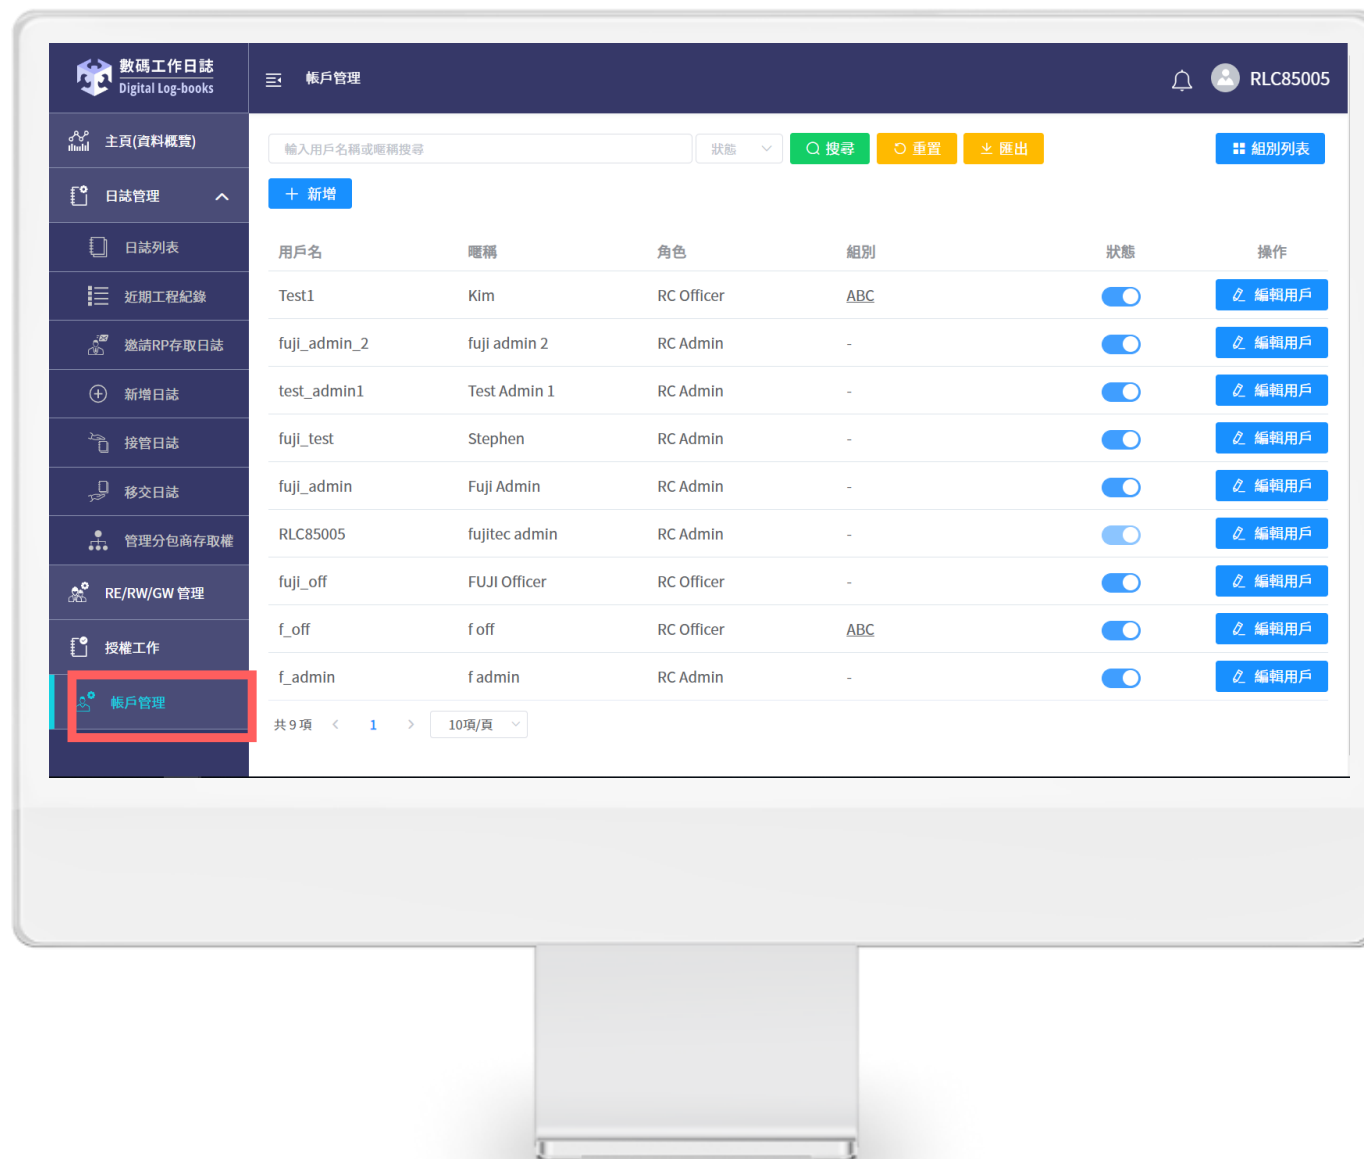 數碼工作日誌
Digital Log-books
帳戶管理
RLC85005
主頁(資料概覽)
日誌管理
日誌列表
近期工程紀錄
邀請RP存取日誌
新增日誌
接管日誌
移交日誌
管理分包商存取權
RE/RW/GW 管理
授權工作
帳戶管理
輸入用戶名稱或暱稱搜尋 狀態 搜尋 重置 匯出 組別列表
新增
用戶名 暱稱 角色 組別 狀態 操作
Test1 Kim RC Officer ABC 編輯用戶
fuji_admin_2 fuji admin 2 RC Admin - 編輯用戶
test_admin1 Test Admin 1 RC Admin - 編輯用戶
fuji_test Stephen RC Admin - 編輯用戶
fuji_admin Fuji Admin RC Admin - 編輯用戶
RLC85005 fujitec admin RC Admin - 編輯用戶
fuji_off FUJI Officer RC Officer - 編輯用戶
f_off f off RC Officer ABC 編輯用戶
f_admin f admin RC Admin - 編輯用戶
共 9 項 1 10項/頁